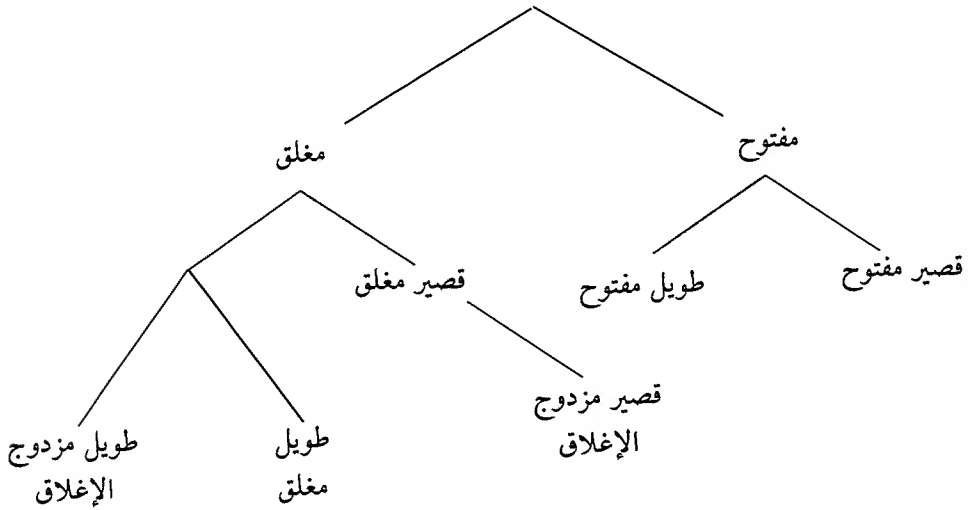 مفتوح
مغلق
قصير مفتوح
طويل مفتوح
قصير مغلق
قصير مزدوج
الإغلاق
طويل
مغلق
طويل مزدوج
الإغلاق